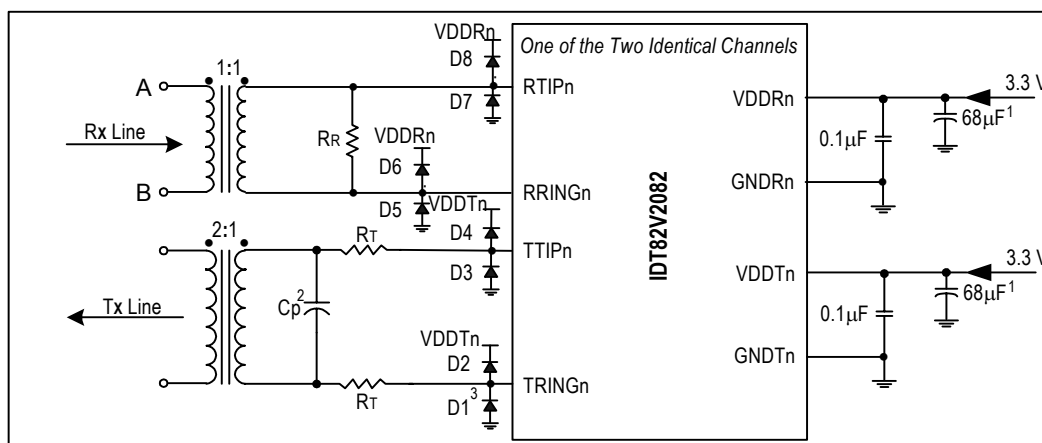 One of the Two Identical Channels
VDDRn
D8
1:1
A
RTIPn
D7
VDDRn
3.3 V
68µF1
Rx Line
RR
VDDRn
D6
0.1µF
B
RRINGn
GNDRn
D5
VDDTn
2:1
D4
RT
TTIPn
D3
IDT82V2082
VDDTn
3.3 V
68µF1
Tx Line
Cp2
0.1µF
VDDTn
D2
GNDTn
RT
TRINGn
D13